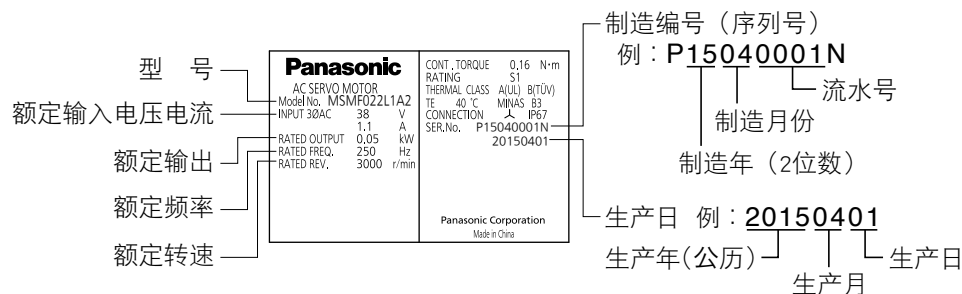 型 号
额定输入电压电流
额定输出
额定频率
额定转速
Panasonic
AC SERVO MOTOR
Model No. MSMF022L1A2
INPUT 3ØAC 38 V
1.1 A
RATED OUTPUT 0,05 kW
RATED FREQ. 250 Hz
RATED REV. 3000 r/min
CONT . TORQUE 0,16 N·m
RATING S1
THERMAL CLASS A(UL) B(TÜV)
TE 40 ˚C MINAS B3
CONNECTION 人 IP67
SER.No. P15040001N
20150401
Panasonic Corporation
Made in China
制造编号（序列号）
例：P15040001N
流水号
制造月份
制造年（2位数）
生产日 例：20150401
生产年(公历)
生产日
生产月